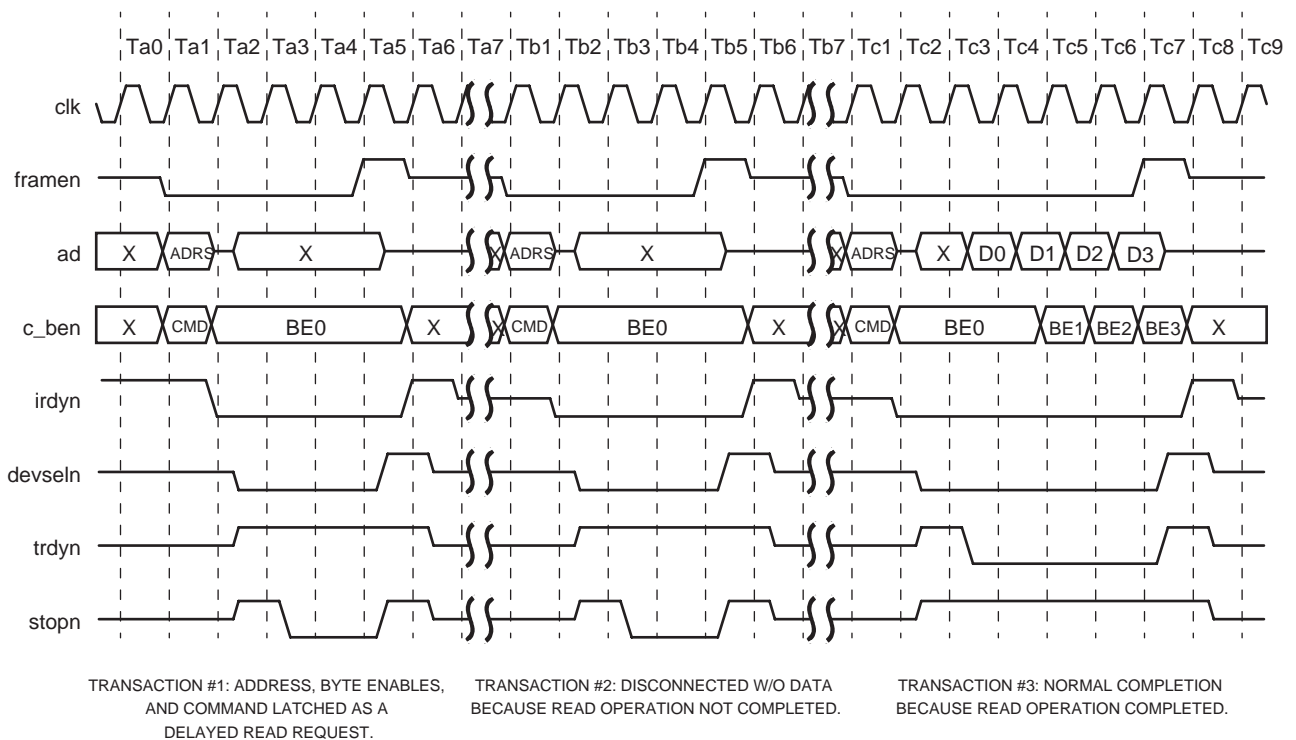 Ta0 Ta1 Ta2 Ta3 Ta4 Ta5 Ta6 Ta7 Tb1 Tb2 Tb3 Tb4 Tb5 Tb6 Tb7 Tc1 Tc2 Tc3 Tc4 Tc5 Tc6 Tc7 Tc8 Tc9
clk
framen
ad X ADRS X X ADRS X X ADRS X D0 D1 D2 D3
c_ben X CMD BE0 X X CMD BE0 X X CMD BE0 BE1 BE2 BE3 X
irdyn
devseln
trdyn
stopn
TRANSACTION #1: ADDRESS, BYTE ENABLES,
AND COMMAND LATCHED AS A
DELAYED READ REQUEST.
TRANSACTION #2: DISCONNECTED W/O DATA
BECAUSE READ OPERATION NOT COMPLETED.
TRANSACTION #3: NORMAL COMPLETION
BECAUSE READ OPERATION COMPLETED.